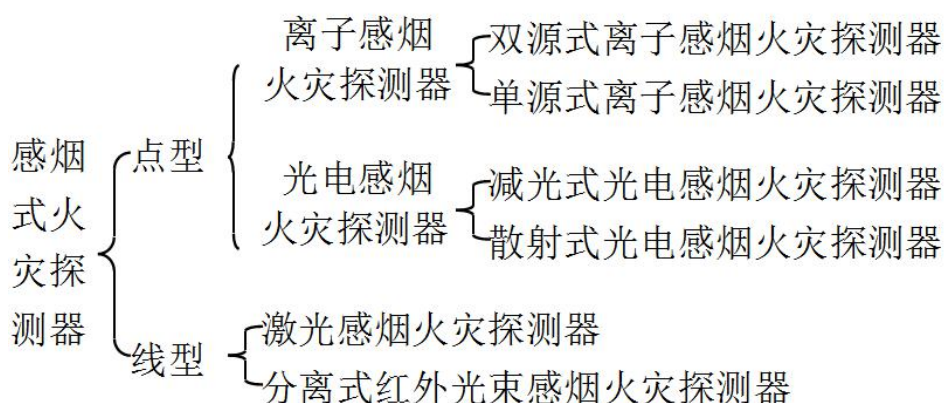 感烟
式火
灾探
测器
点型
离子感烟
火灾探测器
双源式离子感烟火灾探测器
单源式离子感烟火灾探测器
光电感烟
火灾探测器
减光式光电感烟火灾探测器
散射式光电感烟火灾探测器
线型
激光感烟火灾探测器
分离式红外光束感烟火灾探测器